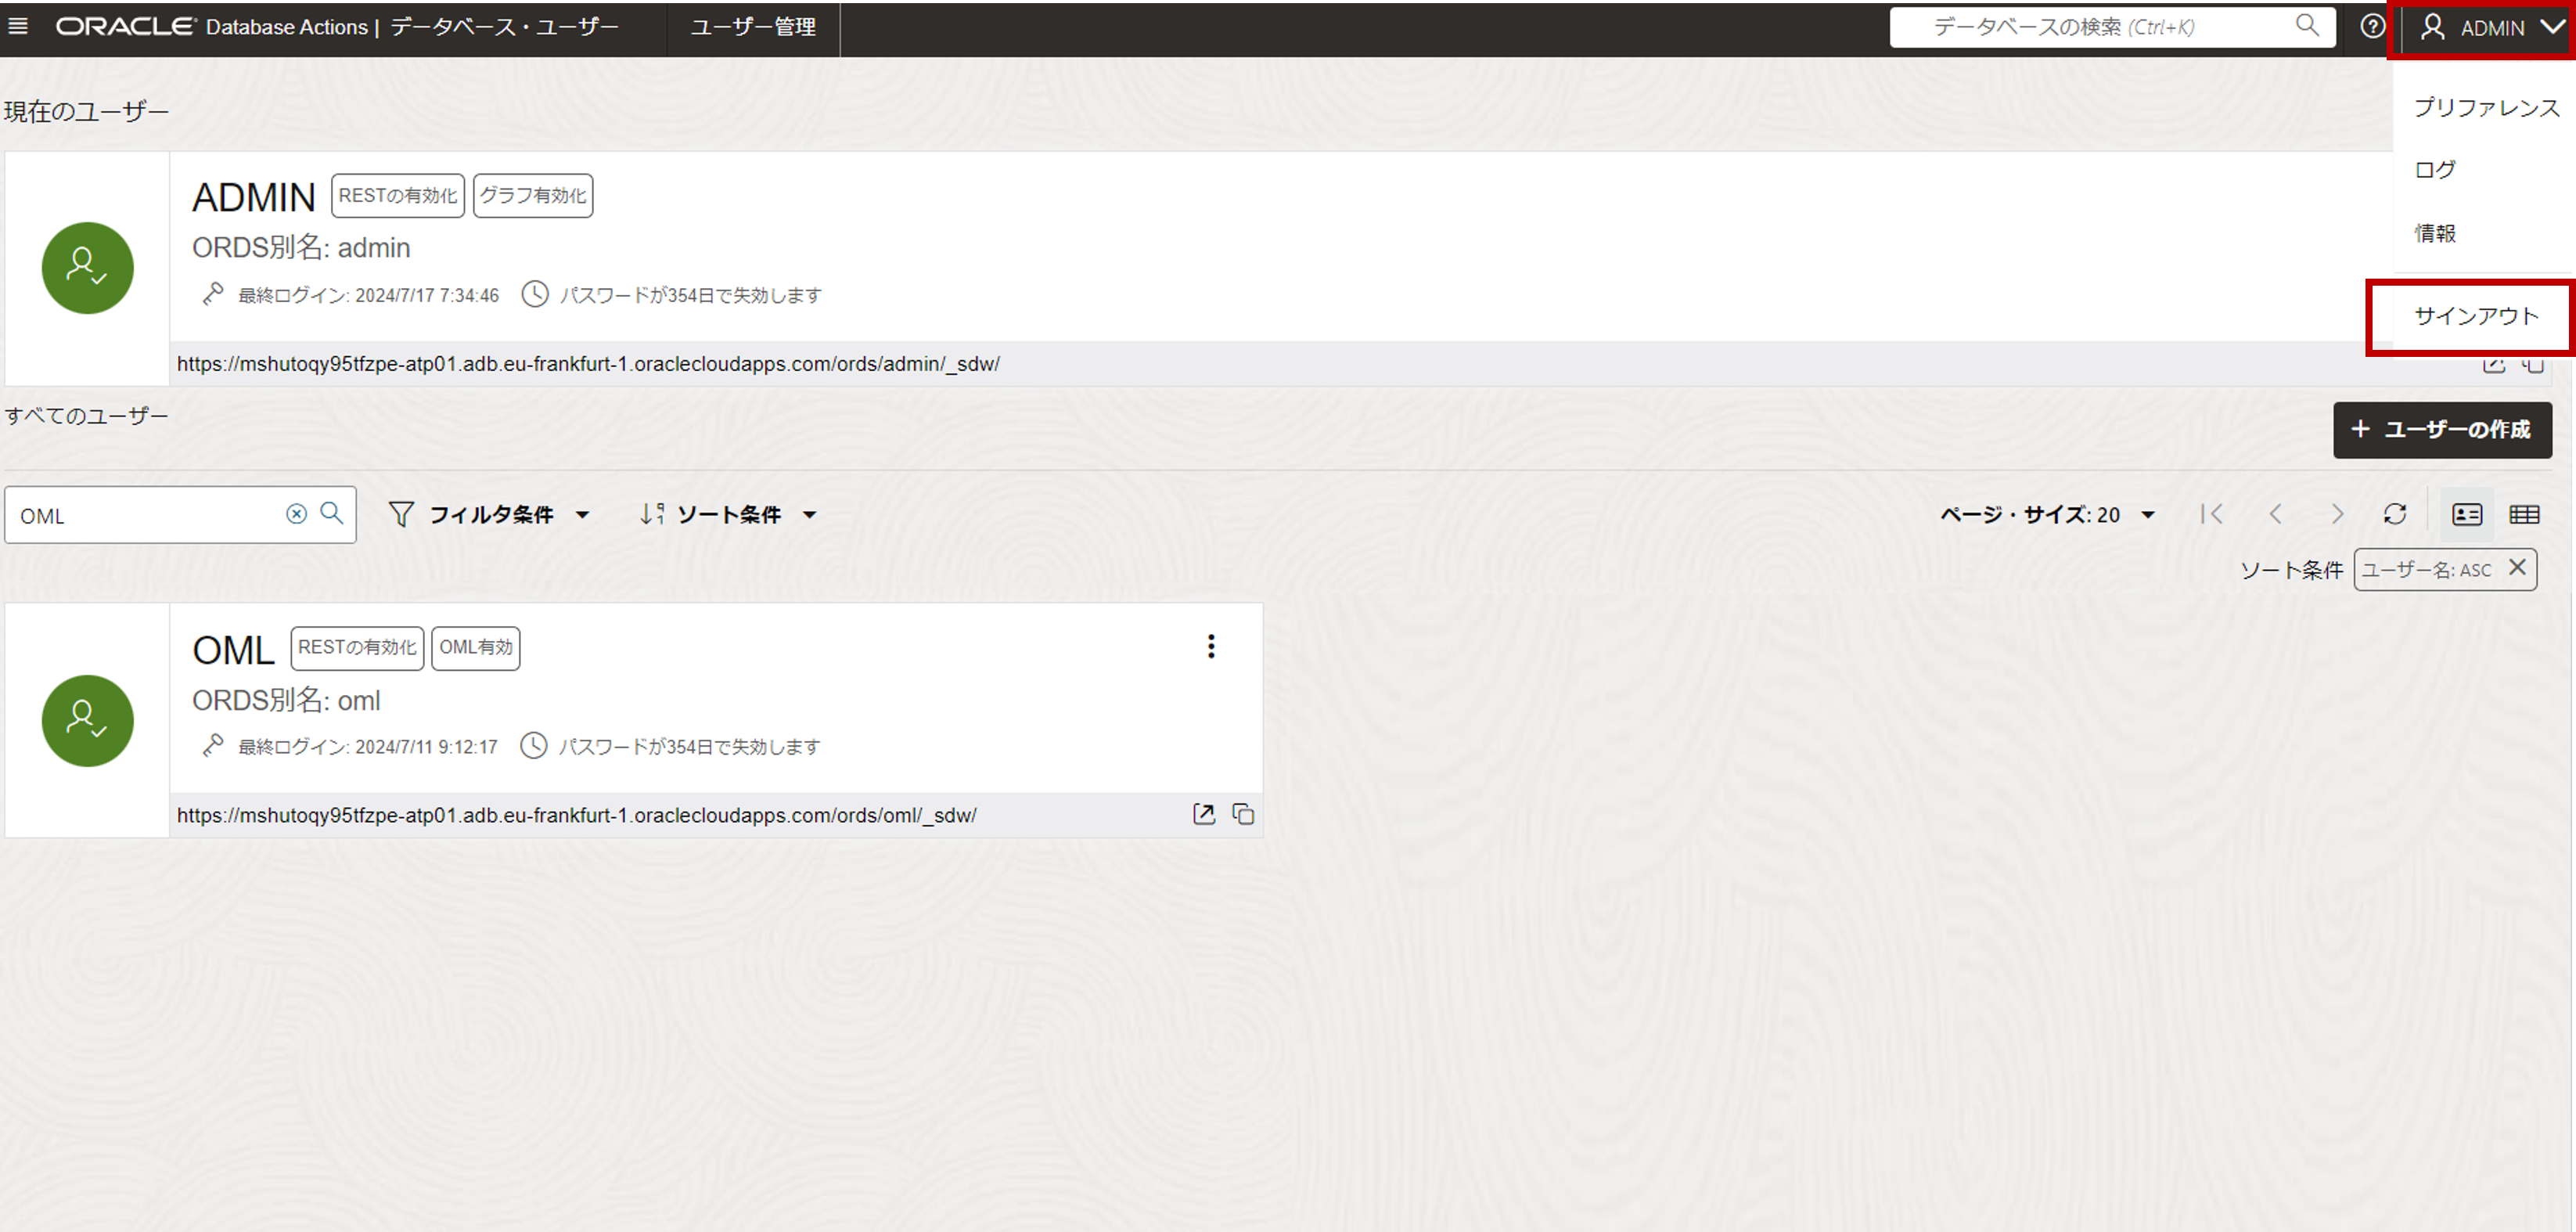 ORACLE Database Actions | データベース・ユーザー ユーザー管理 データベースの検索 (Ctrl+K) ADMIN
プリファレンス
ログ
情報
サインアウト
現在のユーザー
ADMIN RESTの有効化 グラフ有効化
ORDS別名: admin
最終ログイン: 2024/7/17 7:34:46 パスワードが354日で失効します
https://mshutoqy95tfzpe-atp01.adb.eu-frankfurt-1.oraclecloudapps.com/ords/admin/_sdw/
すべてのユーザー
+ ユーザーの作成
OML フィルタ条件 ソート条件 ページ・サイズ: 20
ソート条件 ユーザー名: ASC
OML RESTの有効化 OML有効
ORDS別名: oml
最終ログイン: 2024/7/11 9:12:17 パスワードが354日で失効します
https://mshutoqy95tfzpe-atp01.adb.eu-frankfurt-1.oraclecloudapps.com/ords/oml/_sdw/